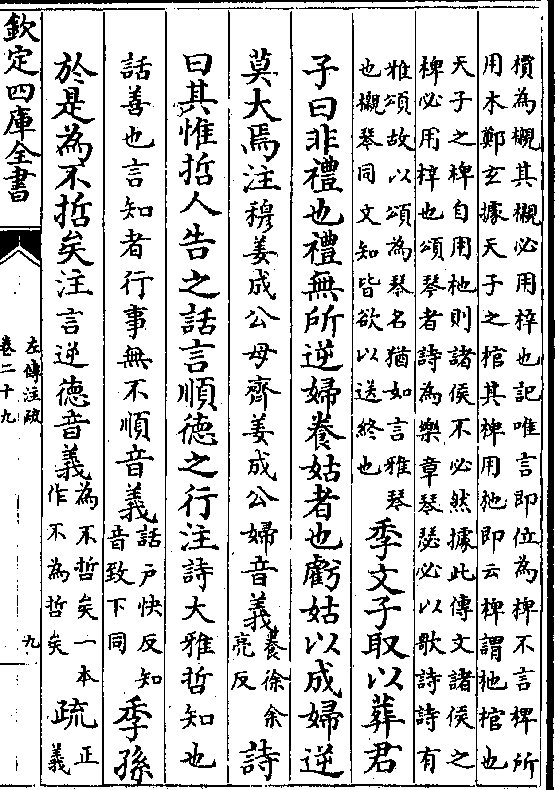 檟為櫬其櫬必用梓也記唯言即位為椑不言椑所
用本鄭玄據天子之棺其椑用杝即云椑謂杝棺也
天子之椑自用杝則諸侯不必然據此傳文諸侯之
椑必用梓也頌琴者詩為樂章琴瑟必以歌詩詩有
雅頌故以頌為琴名猶如言雅琴
也櫬琴同文知皆欲以送終也
季文子取以葬君
子曰非禮也禮無所逆婦養姑者也虧姑以成婦逆
莫大焉注穆姜成公母齊姜成公婦音義養徐余亮反詩
曰其惟哲人告之話言順德之行注詩大雅哲知也
話善也言知者行事無不順音義話戶快反知音致下同季孫
於是為不哲矣注言逆德音義為不哲矣一本作不為哲矣疏正義
欽定四庫全書
左傳注疏
卷二十九
九